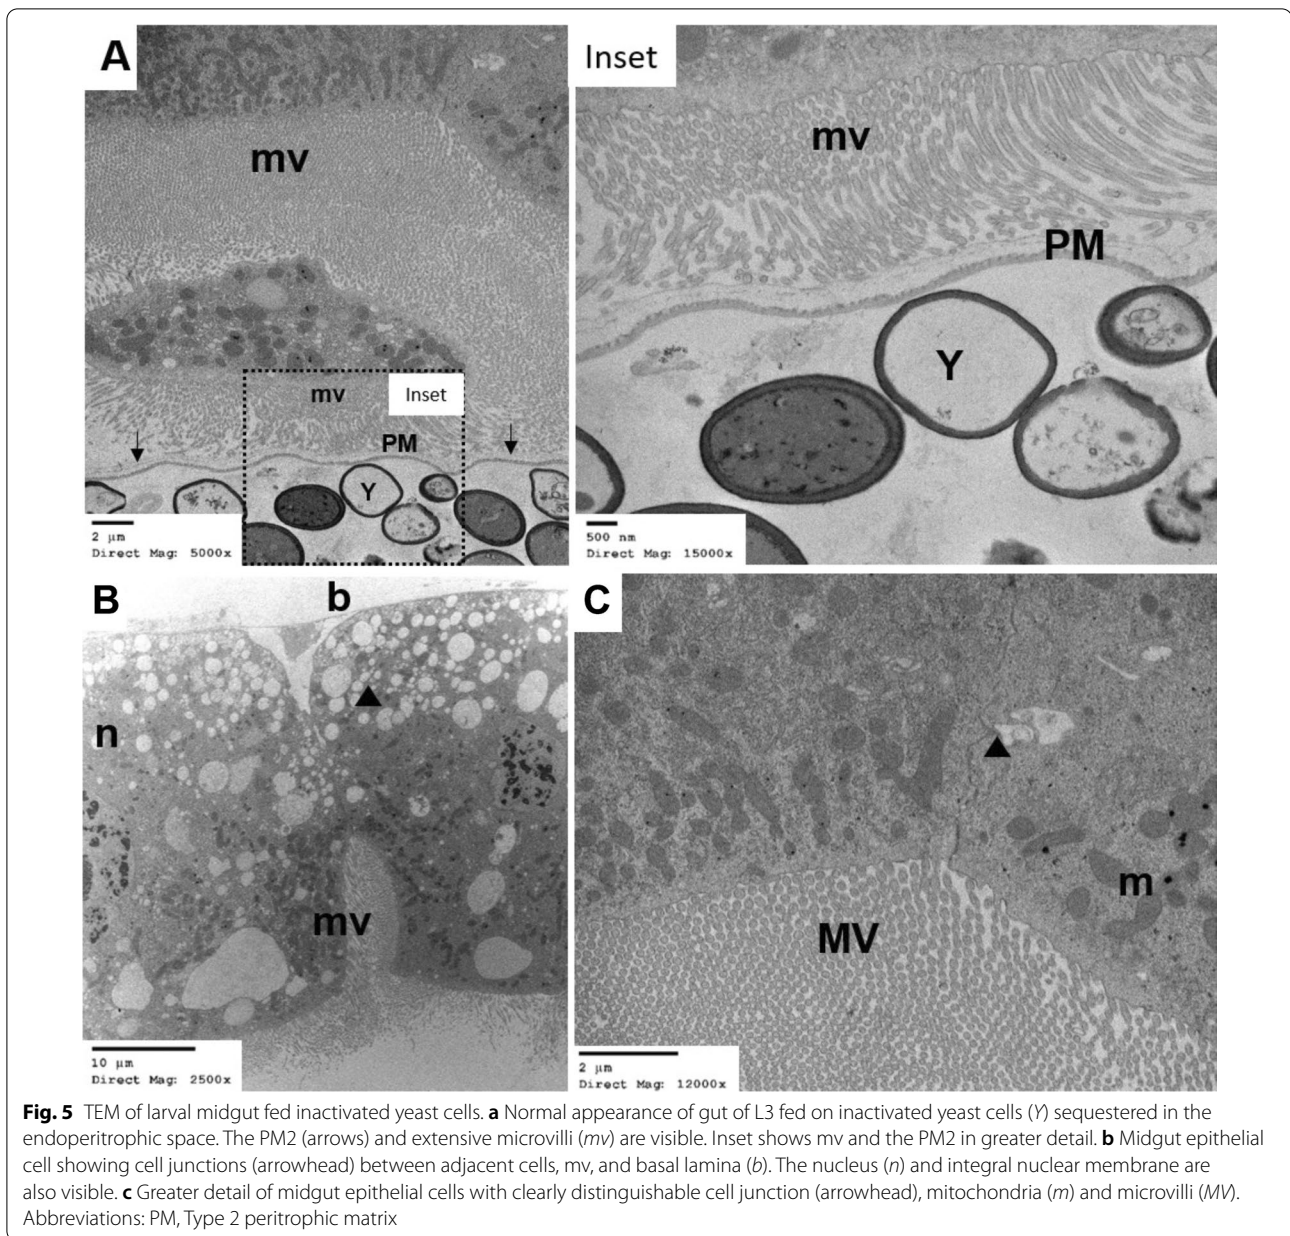 A
mv
mv
Inset
PM
Y
2 μm
Direct Mag: 5000x
Inset
mv
PM
Y
500 nm
15000x
B
b
n
mv
10 μm
Direct Mag: 2500x
C
m
MV
2 μm
Direct Mag: 12000x
Fig. 5 TEM of larval midgut fed inactivated yeast cells. a Normal appearance of gut of L3 fed on inactivated yeast cells (Y) sequestered in the
endoperitrophic space. The PM2 (arrows) and extensive microvilli (mv) are visible. Inset shows mv and the PM2 in greater detail. b Midgut epithelial
cell showing cell junctions (arrowhead) between adjacent cells, mv, and basal lamina (b). The nucleus (n) and integral nuclear membrane are
also visible. c Greater detail of midgut epithelial cells with clearly distinguishable cell junction (arrowhead), mitochondria (m) and microvilli (MV).
Abbreviations: PM, Type 2 peritrophic matrix